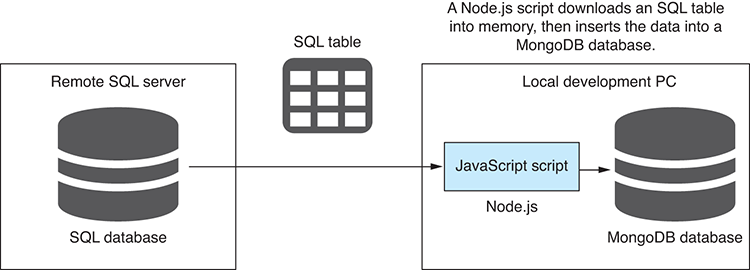 A Node.js script downloads an SQL table
into memory, then inserts the data into a
MongoDB database.
SQL table
Remote SQL server
Local development PC
JavaScript script
Node.js
SQL database
MongoDB database